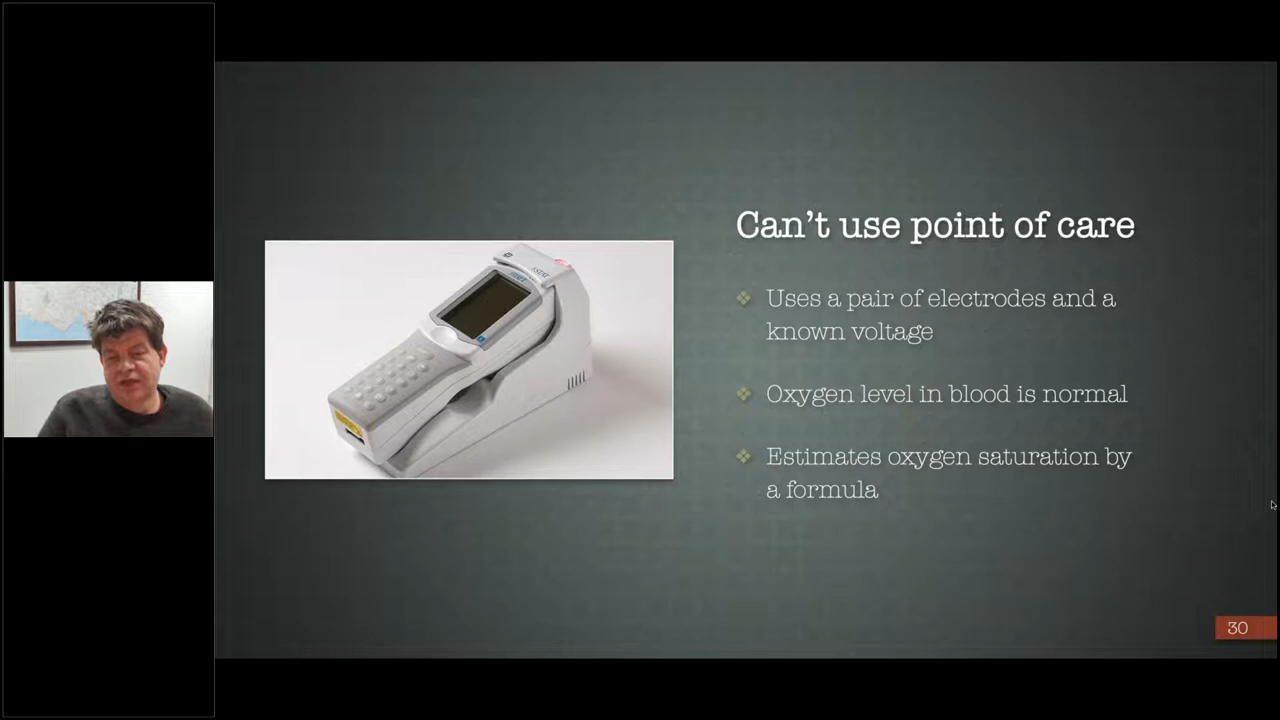 Can't use point of care
Uses a pair of electrodes and a
known voltage
Oxygen level in blood is normal
Estimates oxygen saturation by
a formula
30